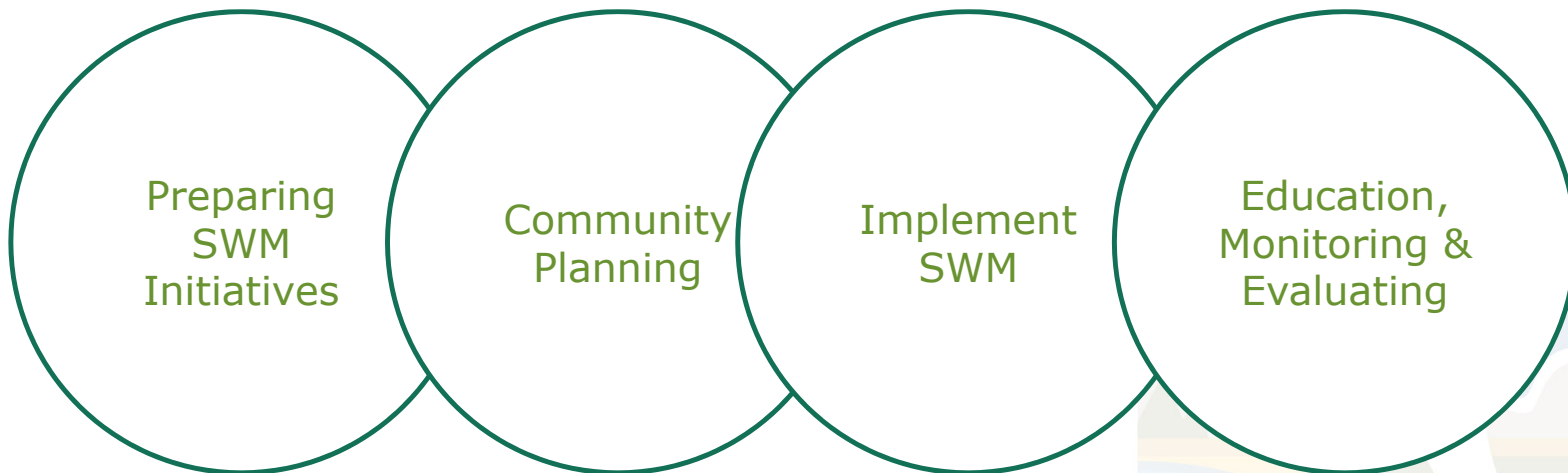 Preparing
SWM
Initiatives
Community
Planning
Implement
SWM
Education,
Monitoring &
Evaluating